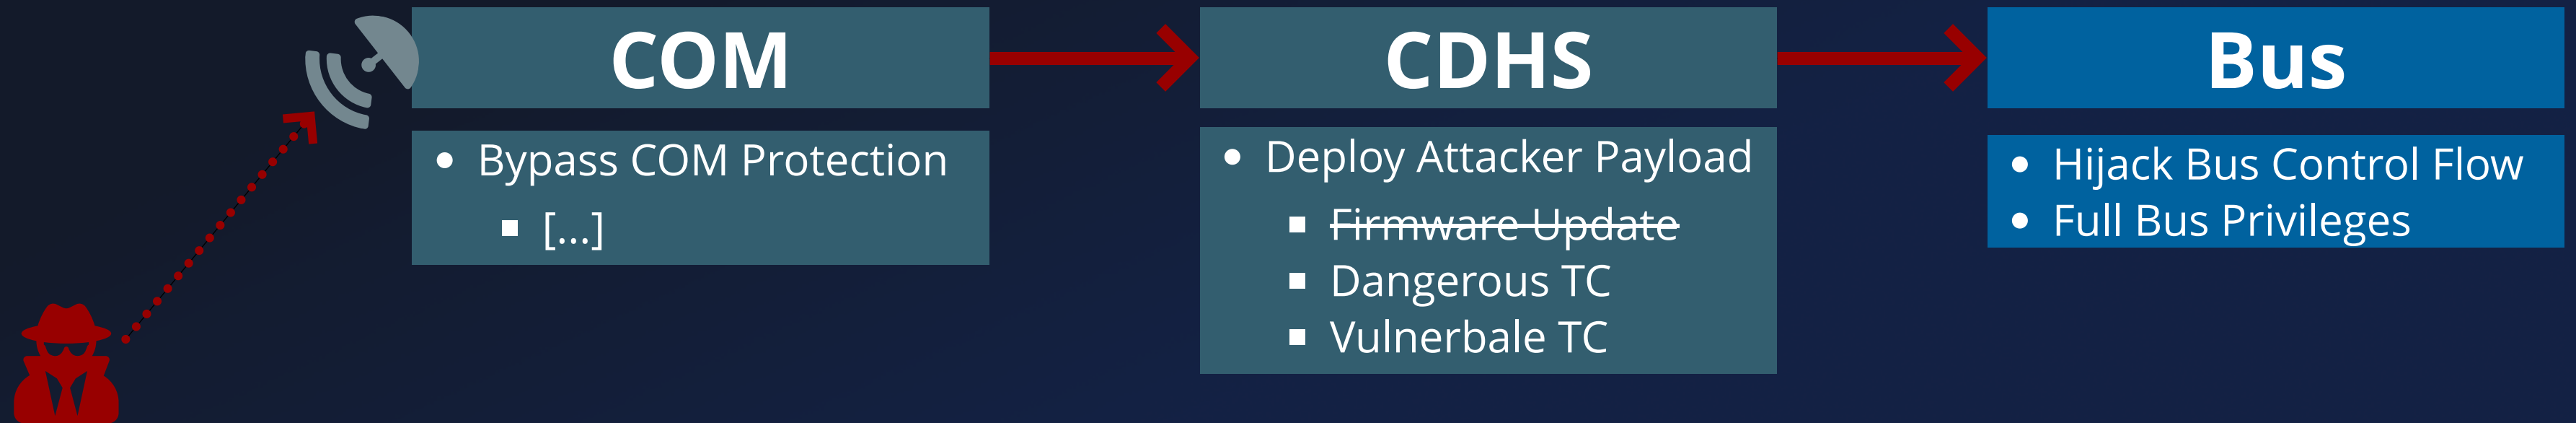 COM
Bypass COM Protection
[...]
CDHS
Deploy Attacker Payload
Firmware Update
Dangerous TC
Vulnerbale TC
Bus
Hijack Bus Control Flow
Full Bus Privileges